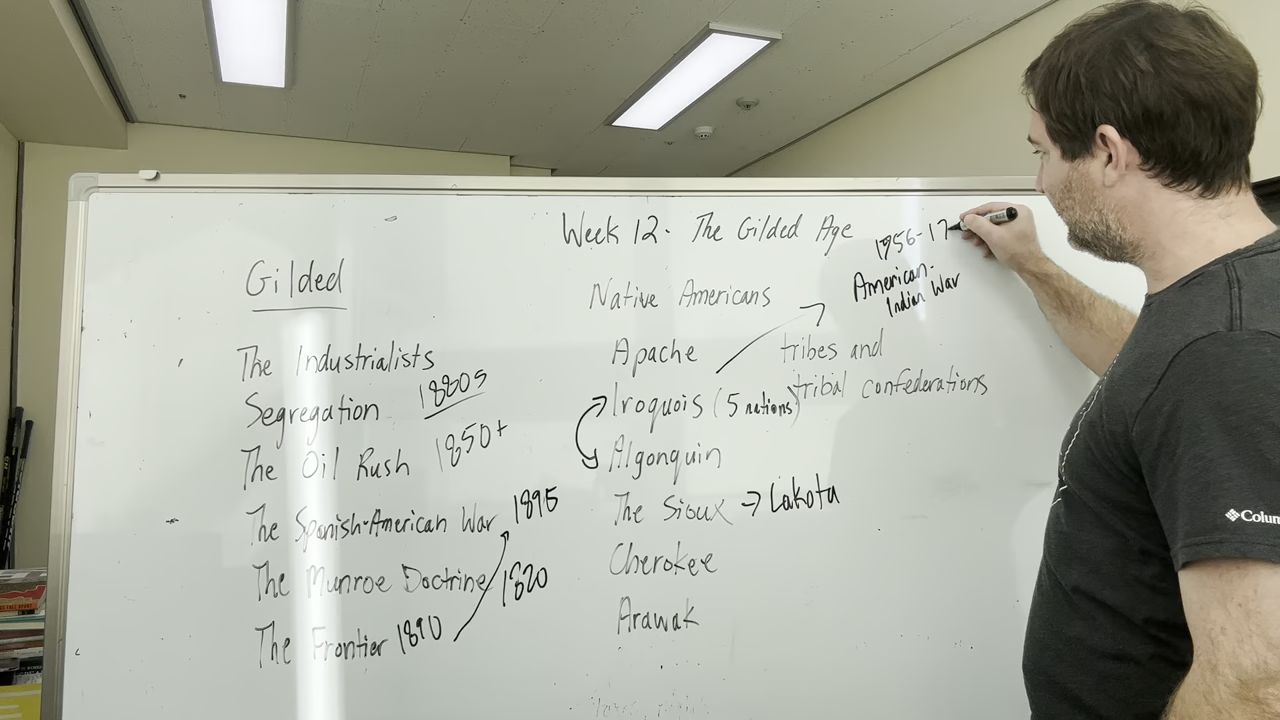 Week 12. The Gilded Age
Gilded
The Industrialists
Segregation 1880s
The Oil Rush 1850+
The Spanish-American War 1895
The Munroe Doctrine 1820
The Frontier 1890
Native Americans
Apache
Iroquois (5 nations)
Algonquin
The Sioux → Lakota
Cherokee
Arawak
tribes and
tribal confederations
1756-17
American-
Indian War
Colum